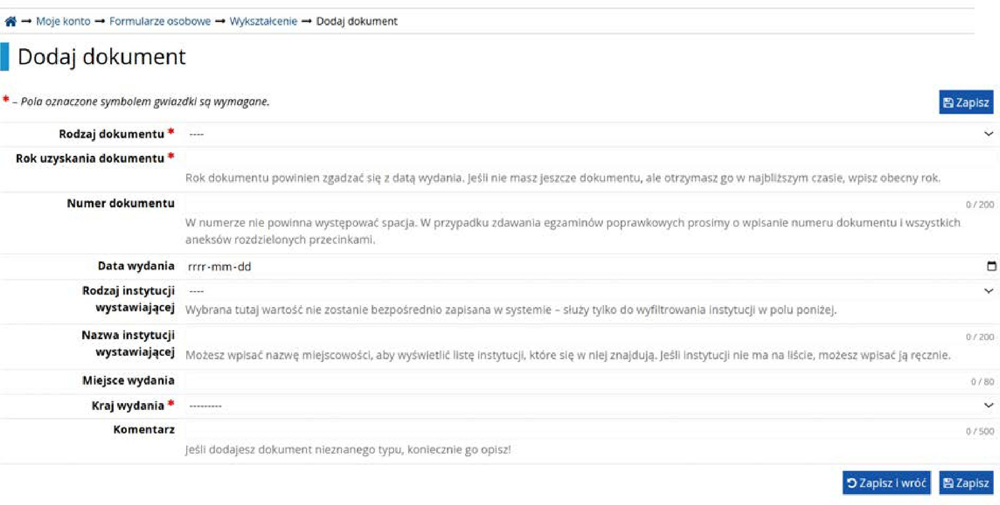 → Moje konto → Formularze osobowe → Wykształcenie → Dodaj dokument
Dodaj dokument
* – Pola oznaczone symbolem gwiazdki są wymagane.
Zapisz
Rodzaj dokumentu * ----
Rok uzyskania dokumentu *
Rok dokumentu powinien zgadzać się z datą wydania. Jeśli nie masz jeszcze dokumentu, ale otrzymasz go w najbliższym czasie, wpisz obecny rok.
Numer dokumentu
0 / 200
W numerze nie powinna występować spacja. W przypadku zdawania egzaminów poprawkowych prosimy o wpisanie numeru dokumentu i wszystkich
aneksów rozdzielonych przecinkami.
Data wydania rrrr-mm-dd
Rodzaj instytucji
wystawiającej
----
Wybrana tutaj wartość nie zostanie bezpośrednio zapisana w systemie – służy tylko do wyfiltrowania instytucji w polu poniżej.
Nazwa instytucji
wystawiającej
0 / 200
Możesz wpisać nazwę miejscowości, aby wyświetlić listę instytucji, które się w niej znajdują. Jeśli instytucji nie ma na liście, możesz wpisać ją ręcznie.
Miejsce wydania
0 / 80
Kraj wydania * ---------
Komentarz
0 / 500
Jeśli dodajesz dokument nieznanego typu, koniecznie go opisz!
Zapisz i wróć Zapisz